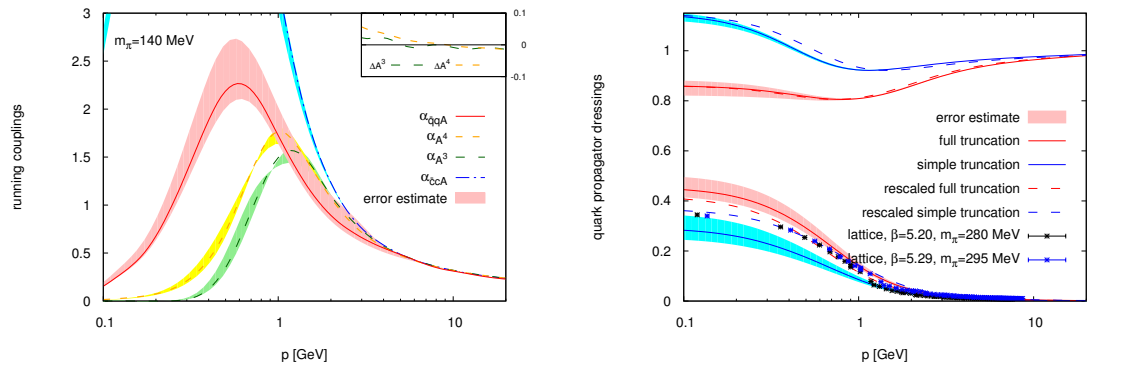 running couplings
3
2.5
2
1.5
1
0.5
0
0.1
1
10
p [GeV]
m_π=140 MeV
0.1
0
-0.1
ΔA³
ΔA⁴
α_q̄qA
α_A⁴
α_A³
α_c̄cA
error estimate
quark propagator dressings
1
0.8
0.6
0.4
0.2
0
0.1
1
10
p [GeV]
error estimate
full truncation
simple truncation
rescaled full truncation
rescaled simple truncation
lattice, β=5.20, m_π=280 MeV
lattice, β=5.29, m_π=295 MeV